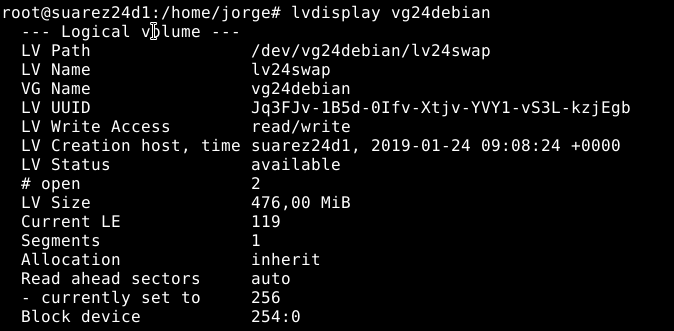 root@suarez24d1:/home/jorge# lvdisplay vg24debian
--- Logical volume ---
LV Path /dev/vg24debian/lv24swap
LV Name lv24swap
VG Name vg24debian
LV UUID Jq3FJv-1B5d-0Ifv-Xtjv-YVY1-vS3L-kzjEgb
LV Write Access read/write
LV Creation host, time suarez24d1, 2019-01-24 09:08:24 +0000
LV Status available
# open 2
LV Size 476,00 MiB
Current LE 119
Segments 1
Allocation inherit
Read ahead sectors auto
- currently set to 256
Block device 254:0